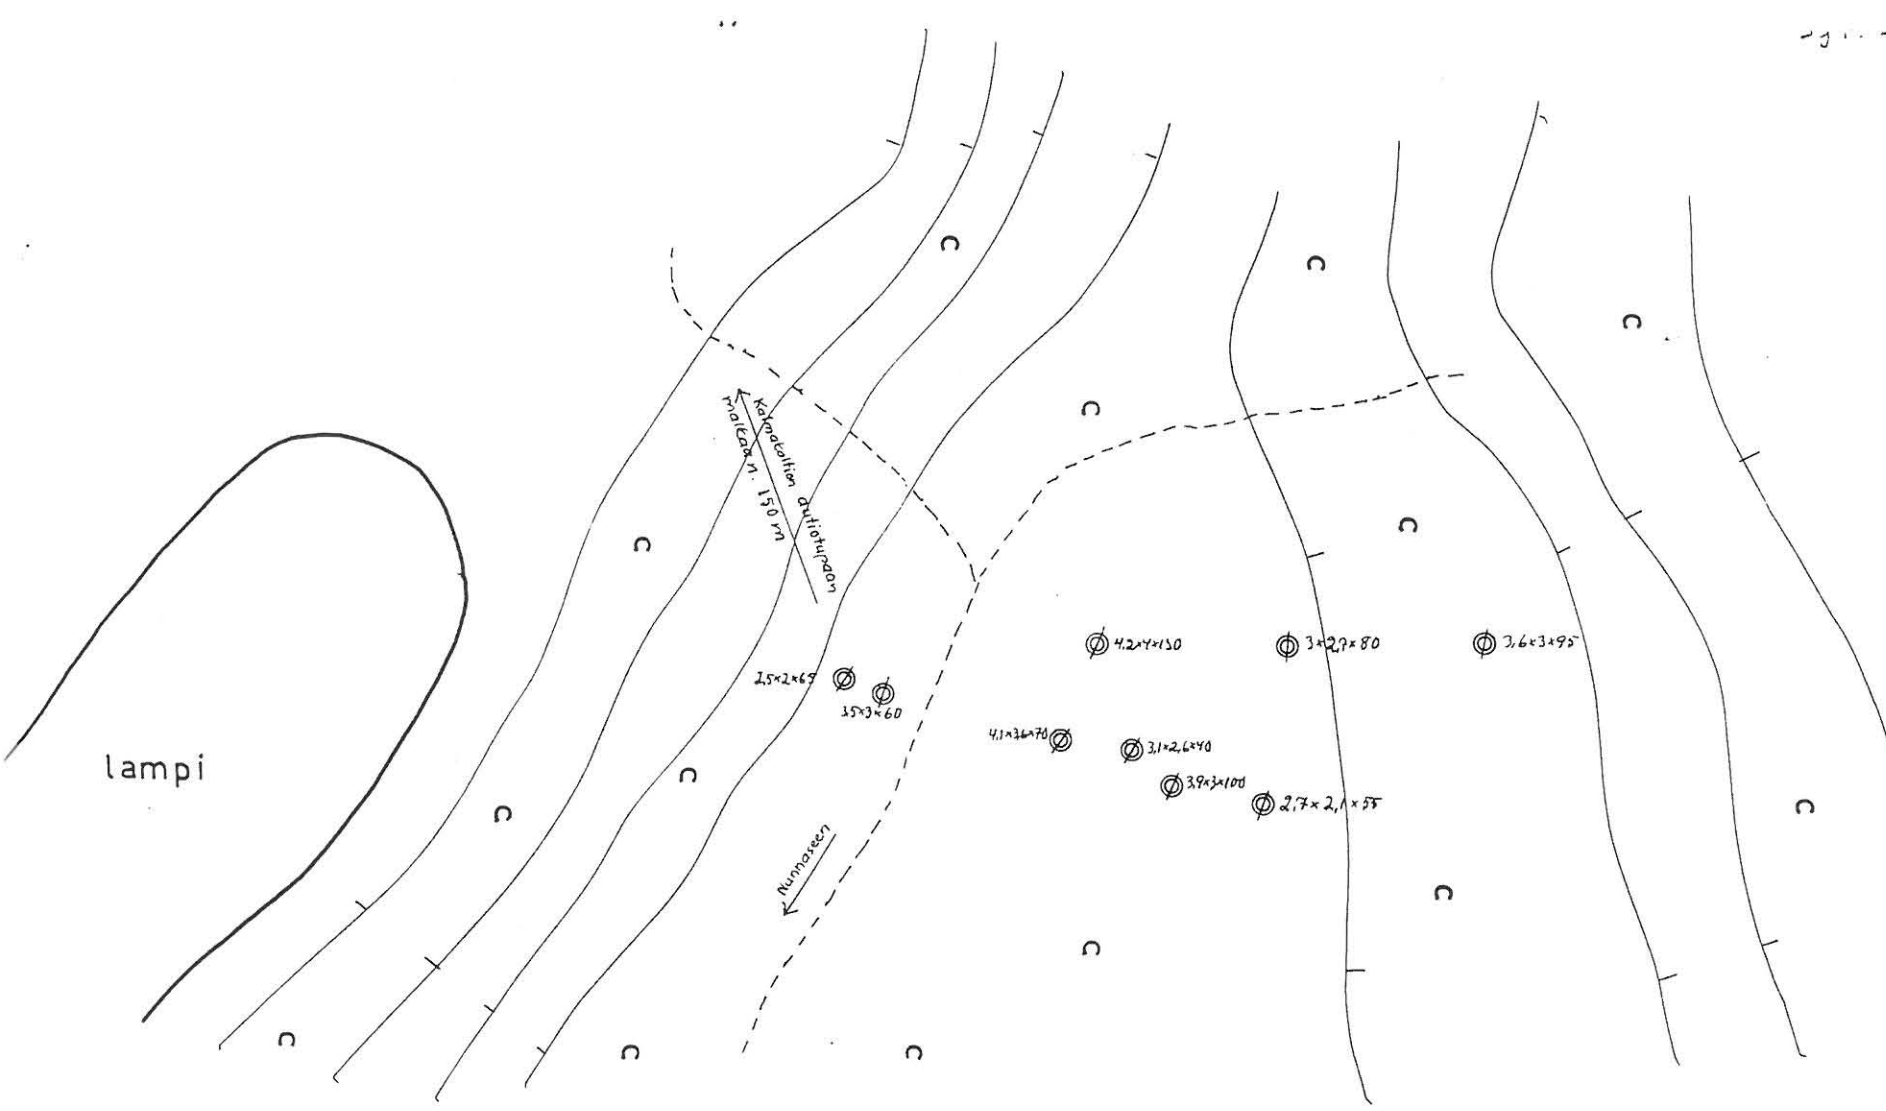 Kalmakaltion autiotupaan
matkaa n. 150 m
4,2×4×130
3×2,7×80
3,6×3×95
2,5×2×65
3,5×3×60
4,1×3,6×70
3,1×2,6×40
3,9×3×100
2,7×2,1×55
lampi
Nunnaseen